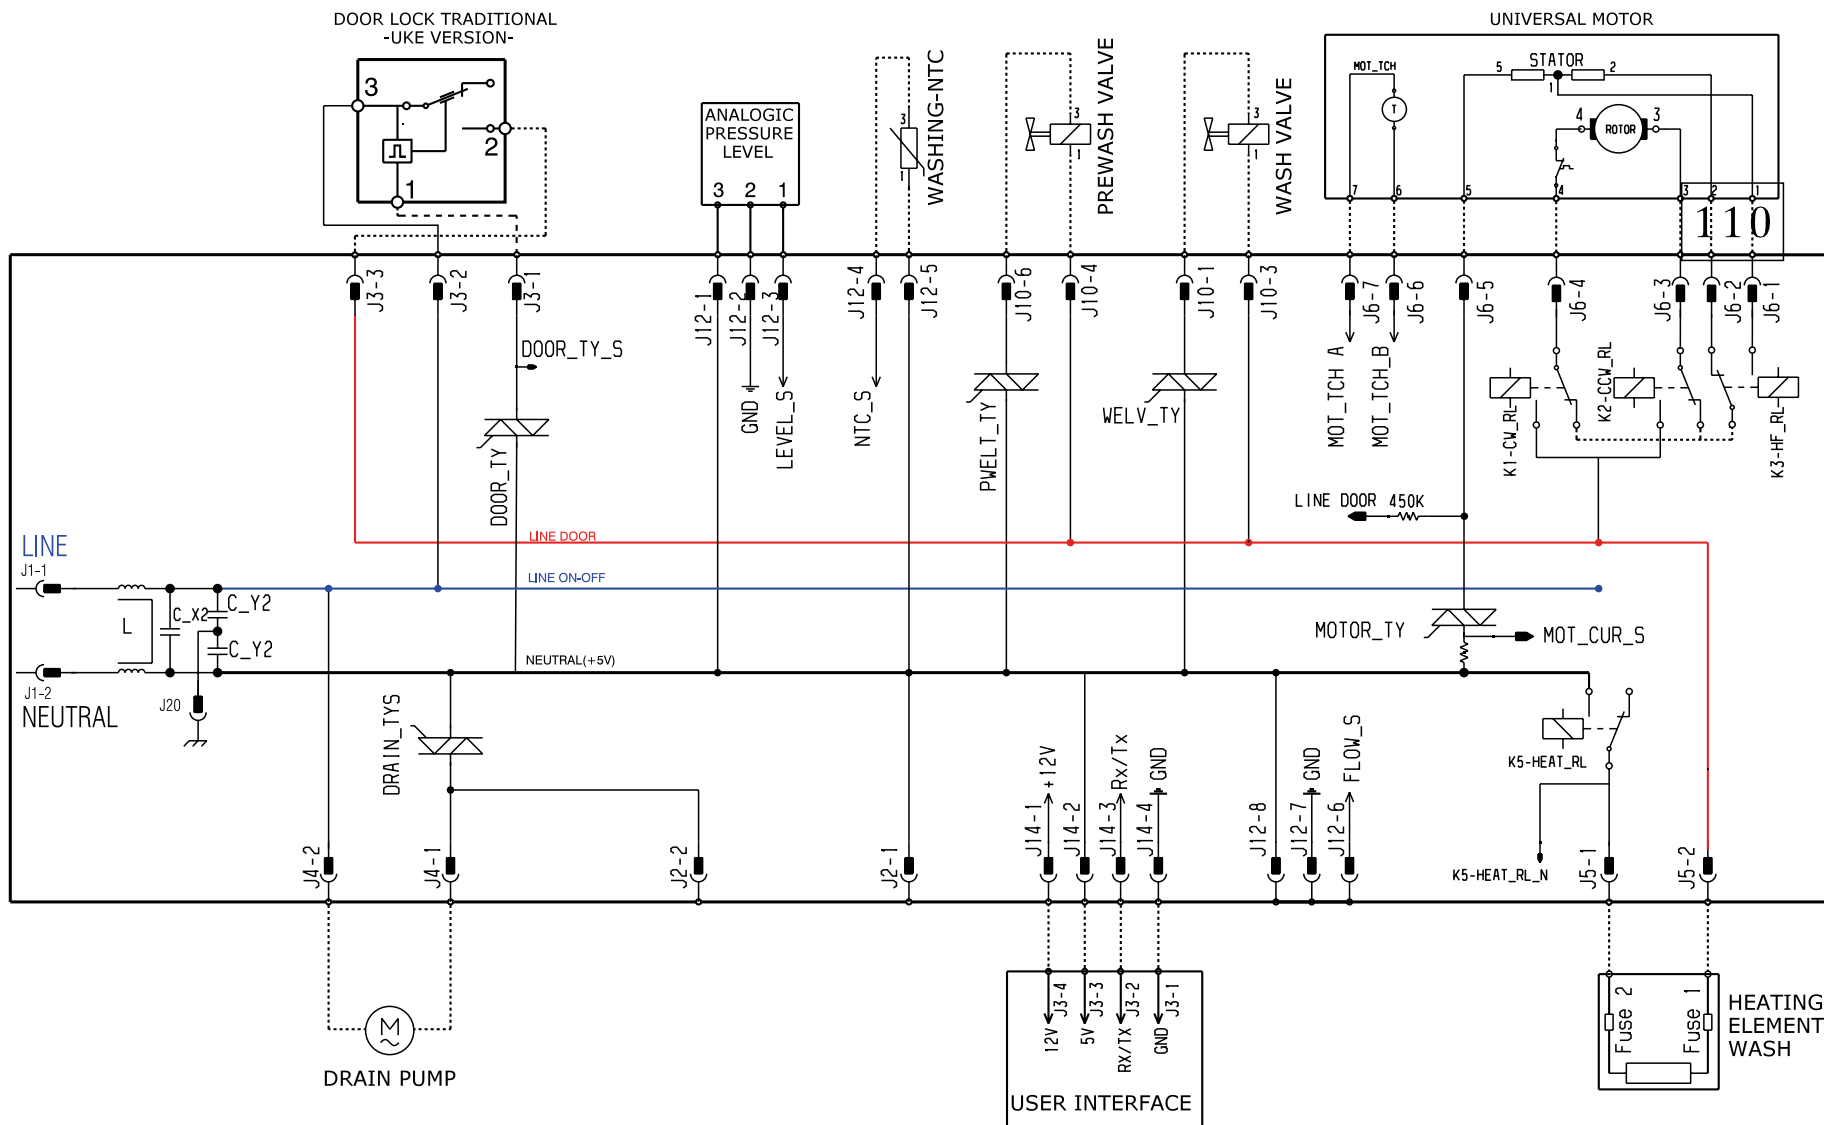 DOOR LOCK TRADITIONAL
-UKE VERSION-
UNIVERSAL MOTOR
3
2
1
ANALOGIC
PRESSURE
LEVEL
3 2 1
3
1
WASHING-NTC
3
1
PREWASH VALVE
3
1
WASH VALVE
MOT_TCH
T
STATOR
5
2
1
4
ROTOR
3
7
6
5
4
3
2
1
110
J3-3
J3-2
J3-1
J12-1
J12-2
J12-3
J12-4
J12-5
J10-6
J10-4
J10-1
J10-3
J6-7
J6-6
J6-5
J6-4
J6-3
J6-2
J6-1
DOOR_TY_S
DOOR_TY
GND
LEVEL_S
NTC_S
PWELT_TY
WELV_TY
MOT_TCH A
MOT_TCH_B
K1-CW_RL
K2-CCW_RL
K3-HF_RL
LINE DOOR 450K
LINE DOOR
LINE
J1-1
LINE ON-OFF
L
C_X2
C_Y2
C_Y2
MOTOR_TY
MOT_CUR_S
NEUTRAL(+5V)
J1-2
NEUTRAL
J20
DRAIN_TYS
K5-HEAT_RL
K5-HEAT_RL_N
+12V
Rx/Tx
GND
GND
FLOW_S
J4-2
J4-1
J2-2
J2-1
J14-1
J14-2
J14-3
J14-4
J12-8
J12-7
J12-6
J5-1
J5-2
M
DRAIN PUMP
J3-4
J3-3
J3-2
J3-1
12V
5V
RX/TX
GND
USER INTERFACE
Fuse 2
Fuse 1
HEATING
ELEMENT
WASH